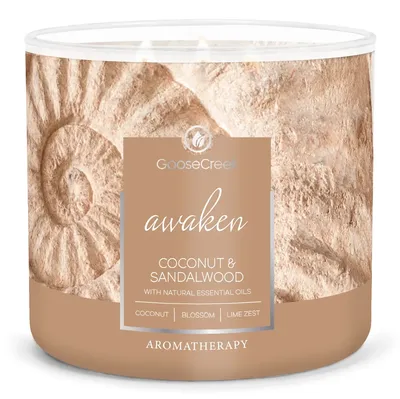 GooseCreek
awaken
COCONUT &
SANDALWOOD
WITH NATURAL ESSENTIAL OILS
COCONUT | BLOSSOM | LIME ZEST
AROMATHERAPY